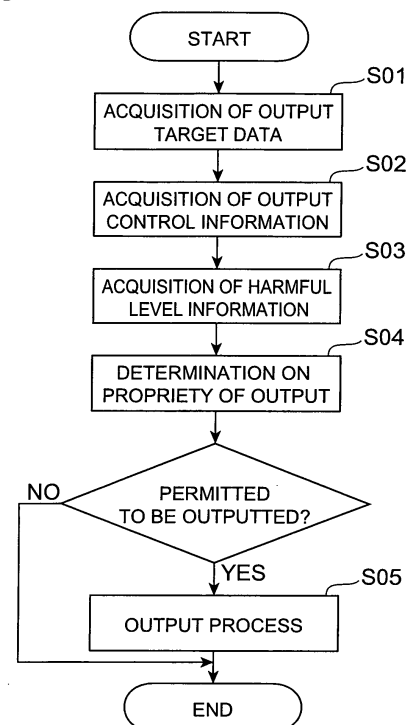 START
S01
ACQUISITION OF OUTPUT
TARGET DATA
S02
ACQUISITION OF OUTPUT
CONTROL INFORMATION
S03
ACQUISITION OF HARMFUL
LEVEL INFORMATION
S04
DETERMINATION ON
PROPRIETY OF OUTPUT
NO
PERMITTED
TO BE OUTPUTTED?
YES
S05
OUTPUT PROCESS
END